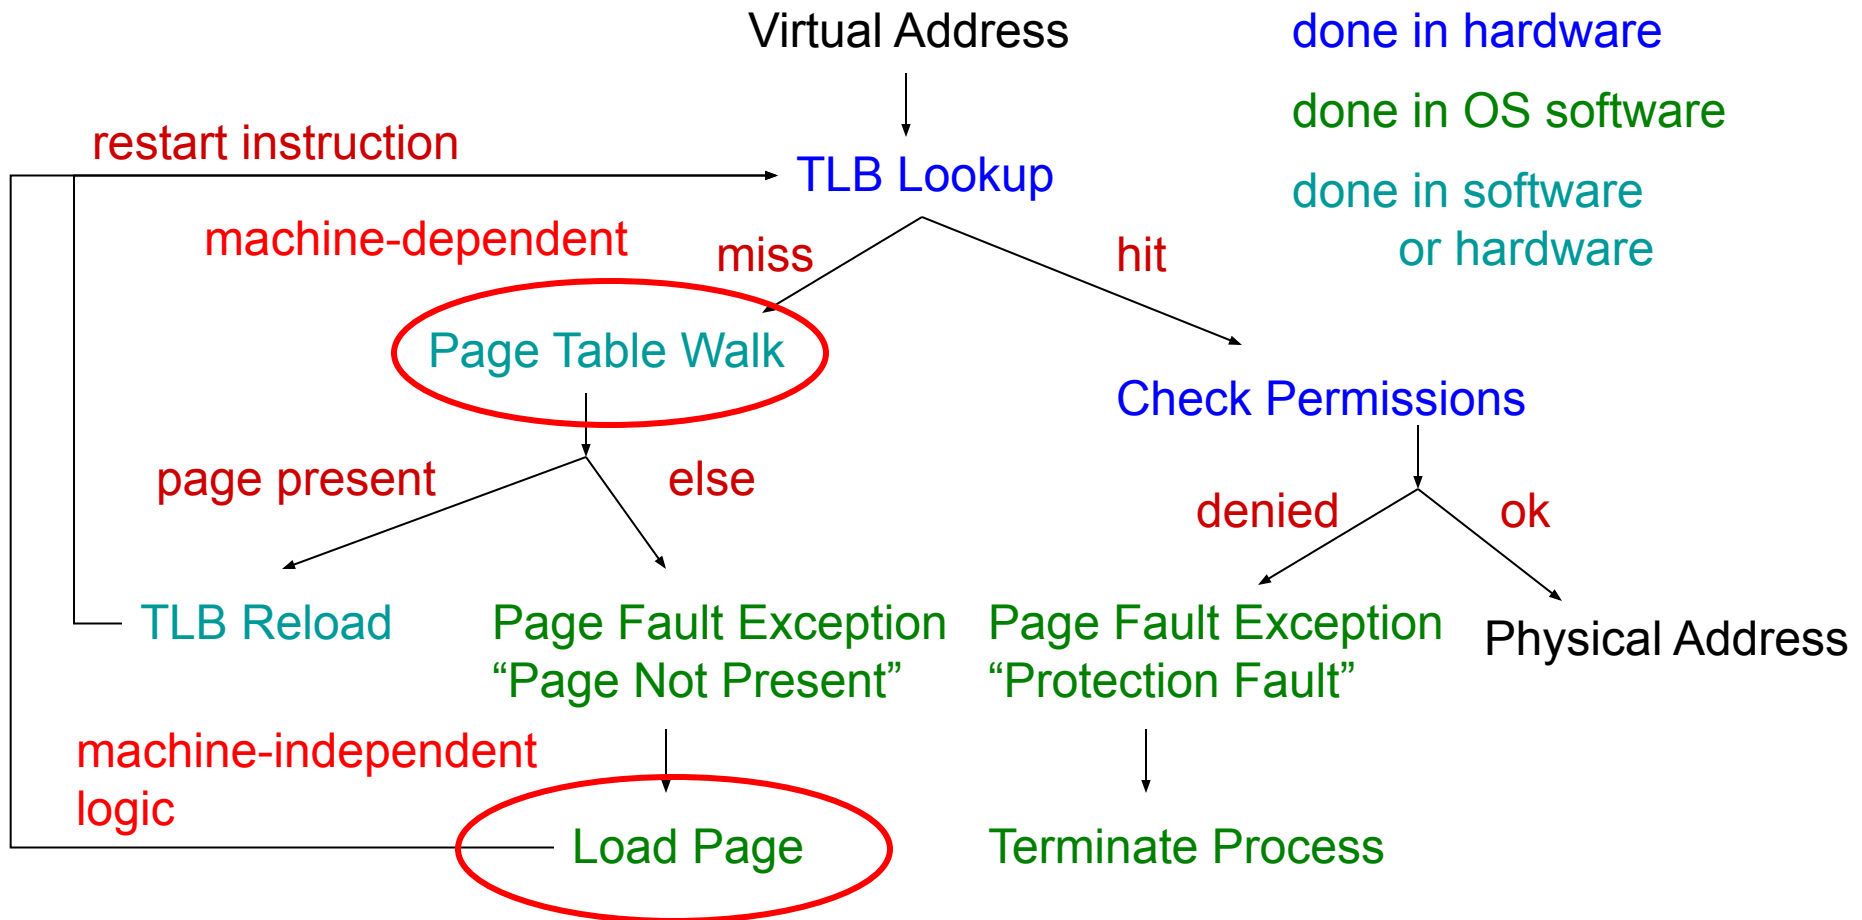 Virtual Address
done in hardware
done in OS software
restart instruction
TLB Lookup
done in software
or hardware
machine-dependent
miss
hit
Page Table Walk
Check Permissions
page present
else
denied
ok
TLB Reload
Page Fault Exception
“Page Not Present”
Page Fault Exception
“Protection Fault”
Physical Address
machine-independent
logic
Load Page
Terminate Process